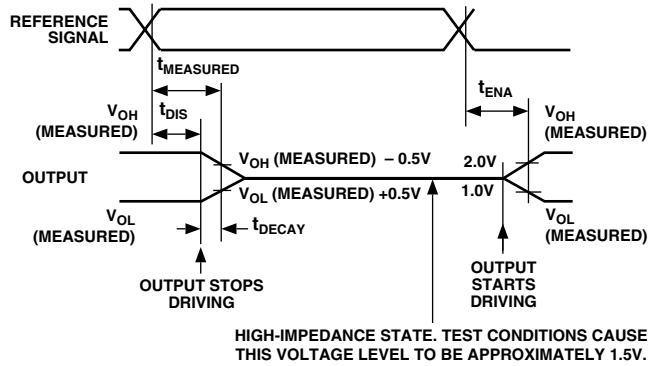 REFERENCE
SIGNAL
tMEASURED
tENA
VOH
(MEASURED)
tDIS
VOH
(MEASURED)
VOH (MEASURED) – 0.5V
2.0V
OUTPUT
VOL (MEASURED) +0.5V
1.0V
VOL
(MEASURED)
tDECAY
VOL
(MEASURED)
OUTPUT STOPS
DRIVING
OUTPUT
STARTS
DRIVING
HIGH-IMPEDANCE STATE. TEST CONDITIONS CAUSE
THIS VOLTAGE LEVEL TO BE APPROXIMATELY 1.5V.